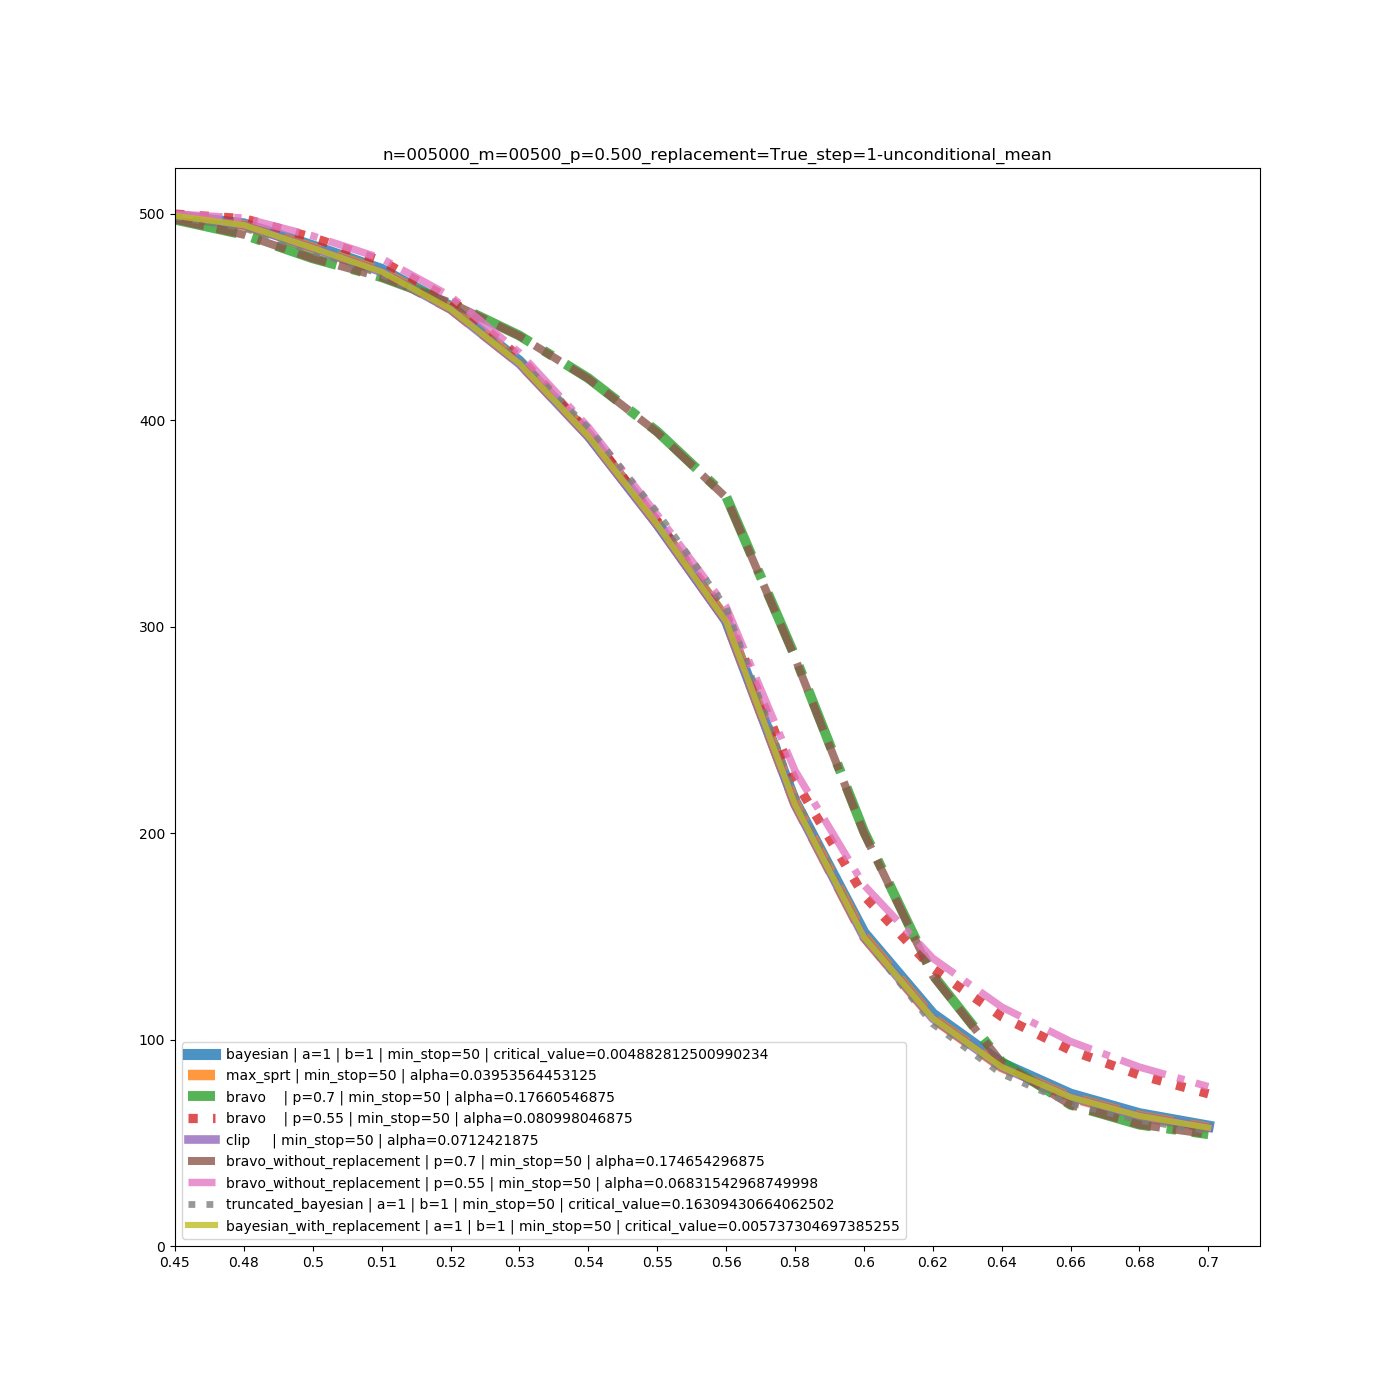 n=005000_m=00500_p=0.500_replacement=True_step=1-unconditional_mean
500
400
300
200
100
0
bayesian | a=1 | b=1 | min_stop=50 | critical_value=0.004882812500990234
max_sprt | min_stop=50 | alpha=0.03953564453125
bravo | p=0.7 | min_stop=50 | alpha=0.17660546875
bravo | p=0.55 | min_stop=50 | alpha=0.080998046875
clip | min_stop=50 | alpha=0.0712421875
bravo_without_replacement | p=0.7 | min_stop=50 | alpha=0.174654296875
bravo_without_replacement | p=0.55 | min_stop=50 | alpha=0.06831542968749998
truncated_bayesian | a=1 | b=1 | min_stop=50 | critical_value=0.16309430664062502
bayesian_with_replacement | a=1 | b=1 | min_stop=50 | critical_value=0.005737304697385255
0.45 0.48 0.5 0.51 0.52 0.53 0.54 0.55 0.56 0.58 0.6 0.62 0.64 0.66 0.68 0.7